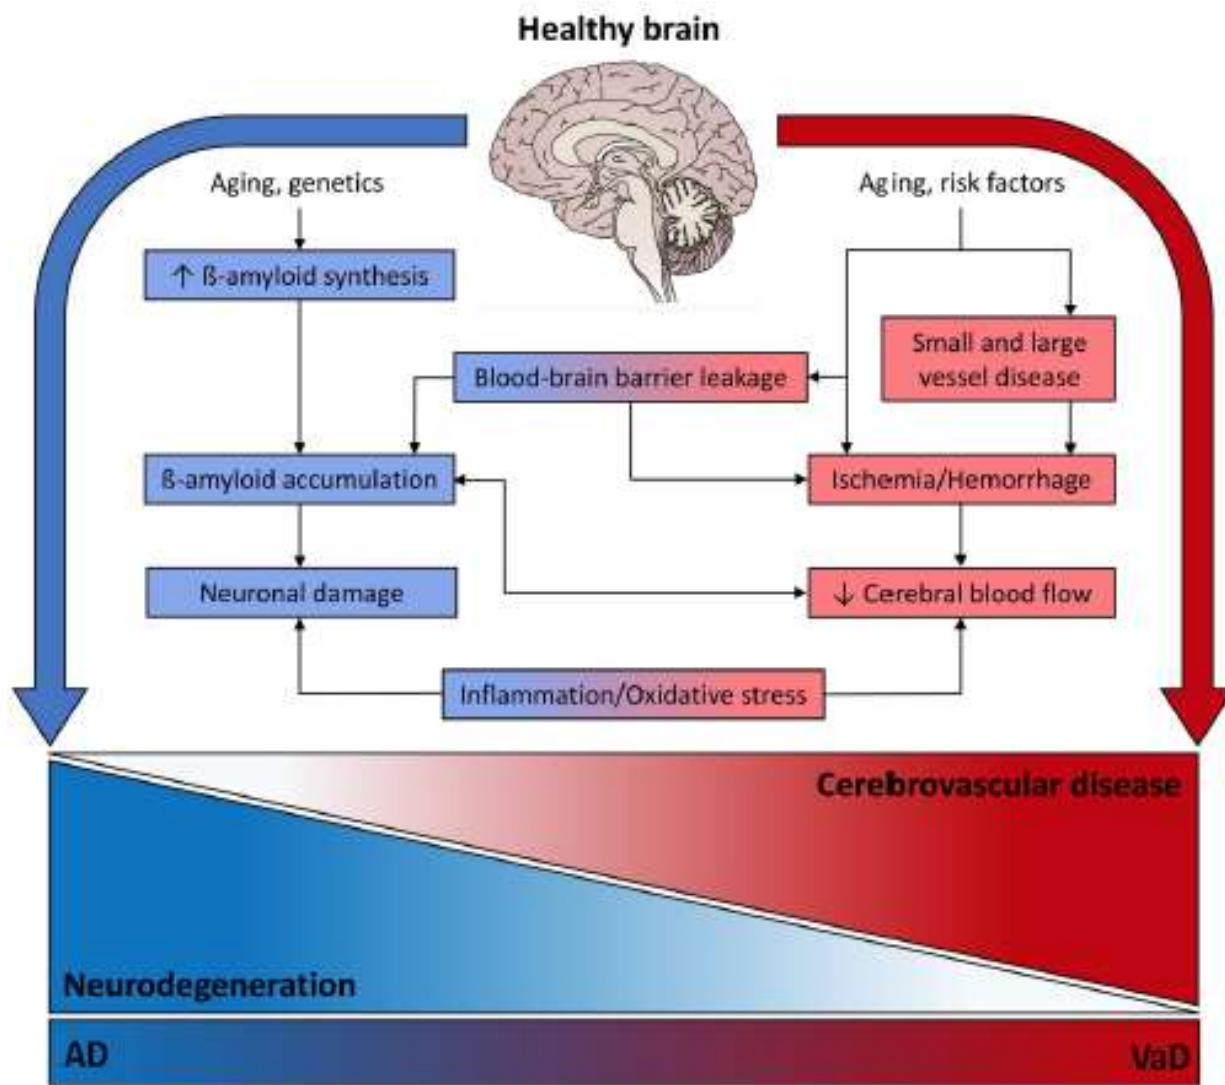 Healthy brain
Aging, genetics
Aging, risk factors
↑ ß-amyloid synthesis
Small and large
vessel disease
Blood-brain barrier leakage
ß-amyloid accumulation
Ischemia/Hemorrhage
Neuronal damage
↓ Cerebral blood flow
Inflammation/Oxidative stress
Cerebrovascular disease
Neurodegeneration
AD
VaD